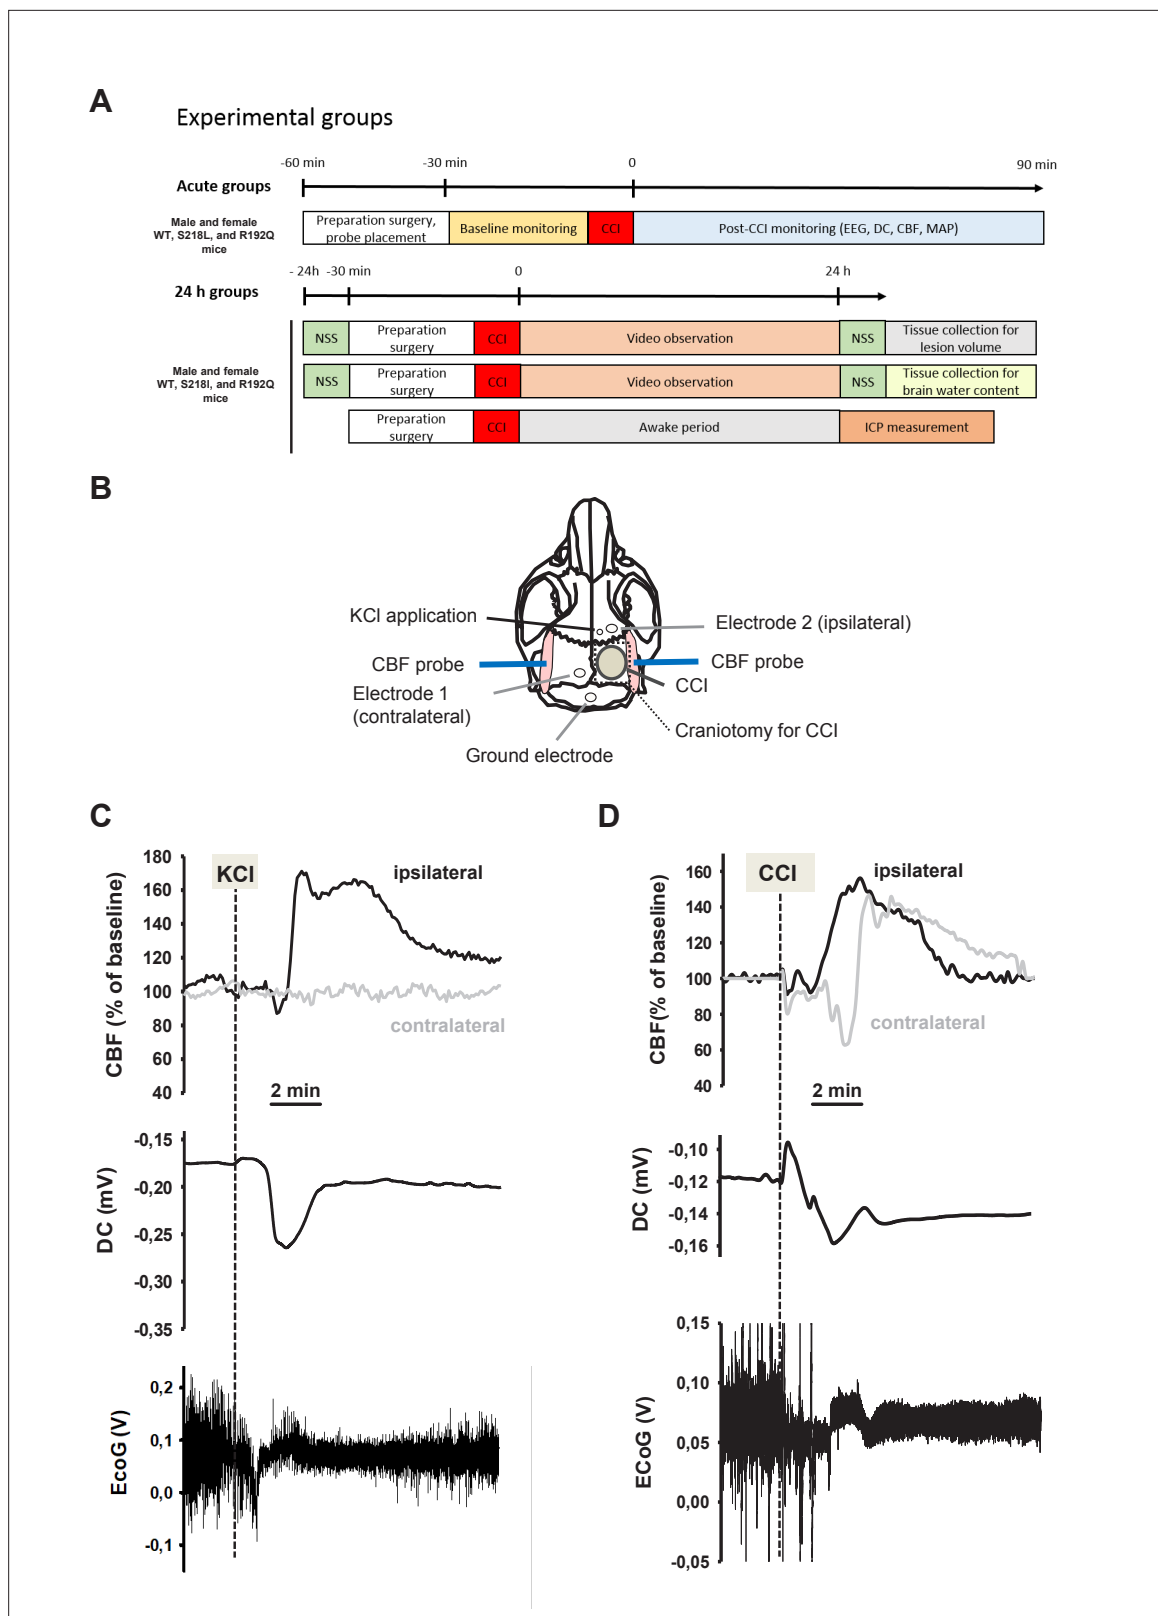 A
Experimental groups
-60 min
-30 min
0
90 min
Acute groups
Male and female
WT, S218L, and R192Q
mice
Preparation surgery,
probe placement
Baseline monitoring
CCI
Post-CCI monitoring (EEG, DC, CBF, MAP)
- 24h
-30 min
0
24 h
24 h groups
Male and female
WT, S218I, and R192Q
mice
NSS
Preparation
surgery
CCI
Video observation
NSS
Tissue collection for
lesion volume
NSS
Preparation
surgery
CCI
Video observation
NSS
Tissue collection for
brain water content
Preparation
surgery
CCI
Awake period
ICP measurement
B
KCl application
Electrode 2 (ipsilateral)
CBF probe
CBF probe
Electrode 1
(contralateral)
CCI
Craniotomy for CCI
Ground electrode
C
KCl
ipsilateral
contralateral
CBF (% of baseline)
180
160
140
120
100
80
60
40
2 min
DC (mV)
-0,15
-0,20
-0,25
-0,30
-0,35
EcoG (V)
0,2
0,1
0,0
-0,1
D
CCI
ipsilateral
contralateral
CBF(% of baseline)
160
140
120
100
80
60
40
2 min
DC (mV)
-0,10
-0,12
-0,14
-0,16
ECoG (V)
0,15
0,10
0,05
0,00
-0,05